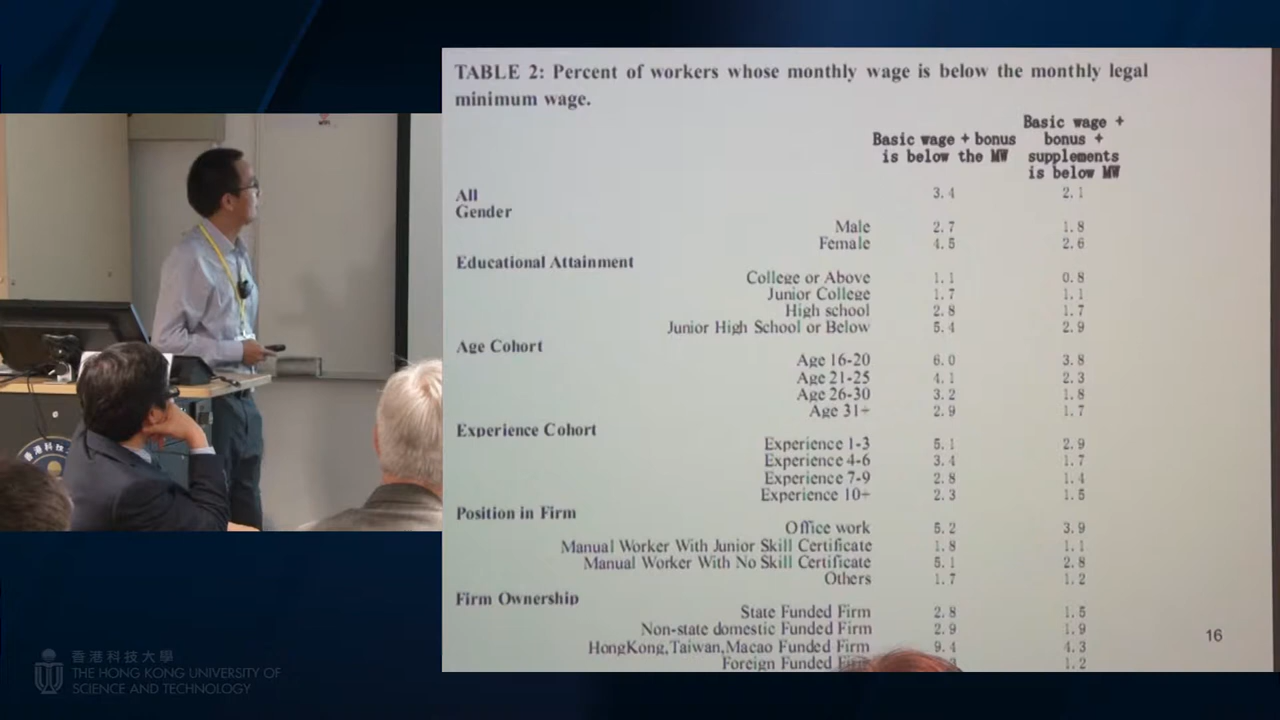 TABLE 2: Percent of workers whose monthly wage is below the monthly legal
minimum wage.
Basic wage + bonus
is below the MW
Basic wage +
bonus +
supplements
is below MW
All 3.4 2.1
Gender
Male 2.7 1.8
Female 4.5 2.6
Educational Attainment
College or Above 1.1 0.8
Junior College 1.7 1.1
High school 2.8 1.7
Junior High School or Below 5.4 2.9
Age Cohort
Age 16-20 6.0 3.8
Age 21-25 4.1 2.3
Age 26-30 3.2 1.8
Age 31+ 2.9 1.7
Experience Cohort
Experience 1-3 5.1 2.9
Experience 4-6 3.4 1.7
Experience 7-9 2.8 1.4
Experience 10+ 2.3 1.5
Position in Firm
Office work 5.2 3.9
Manual Worker With Junior Skill Certificate 1.8 1.1
Manual Worker With No Skill Certificate 5.1 2.8
Others 1.7 1.2
Firm Ownership
State Funded Firm 2.8 1.5
Non-state domestic Funded Firm 2.9 1.9
HongKong,Taiwan,Macao Funded Firm 9.4 4.3
Foreign Funded 1.2
16
香港科技大
香港科技大學
THE HONG KONG UNIVERSITY OF
SCIENCE AND TECHNOLOGY